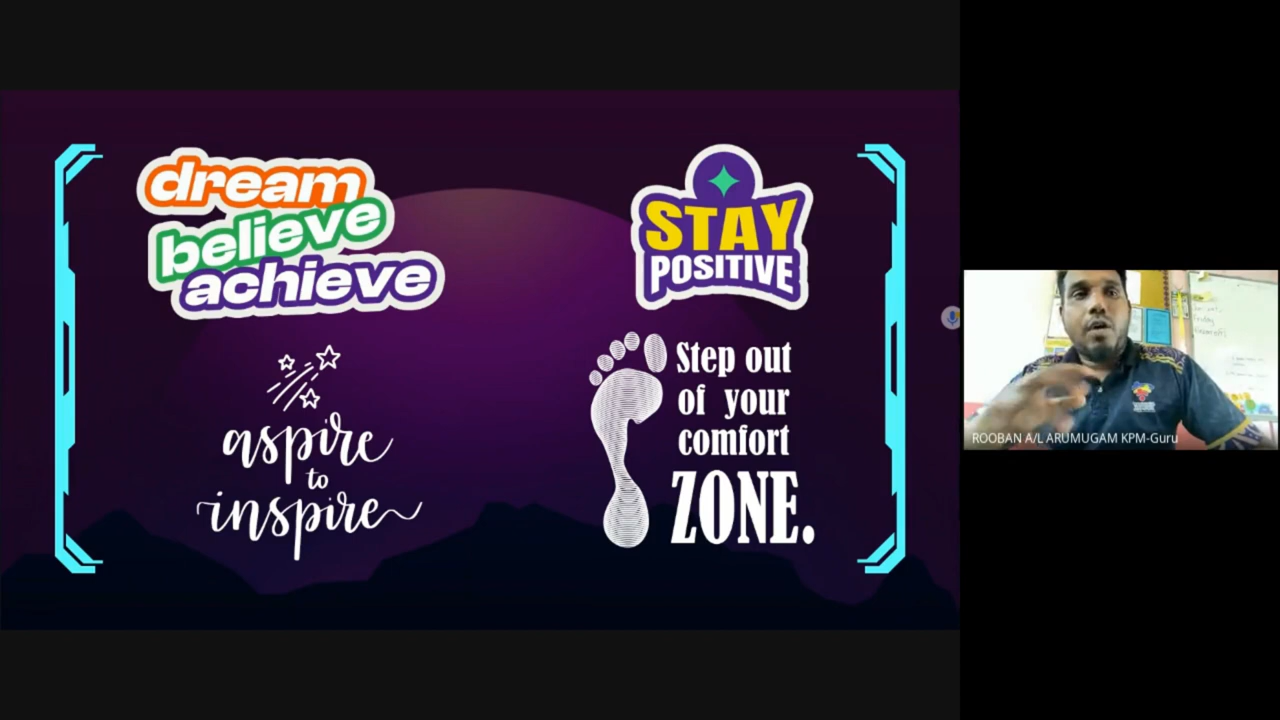 dream
believe
achieve
STAY
POSITIVE
aspire
to
inspire
Step out
of your
comfort
ZONE.
ROOBAN A/L ARUMUGAM KPM-Guru